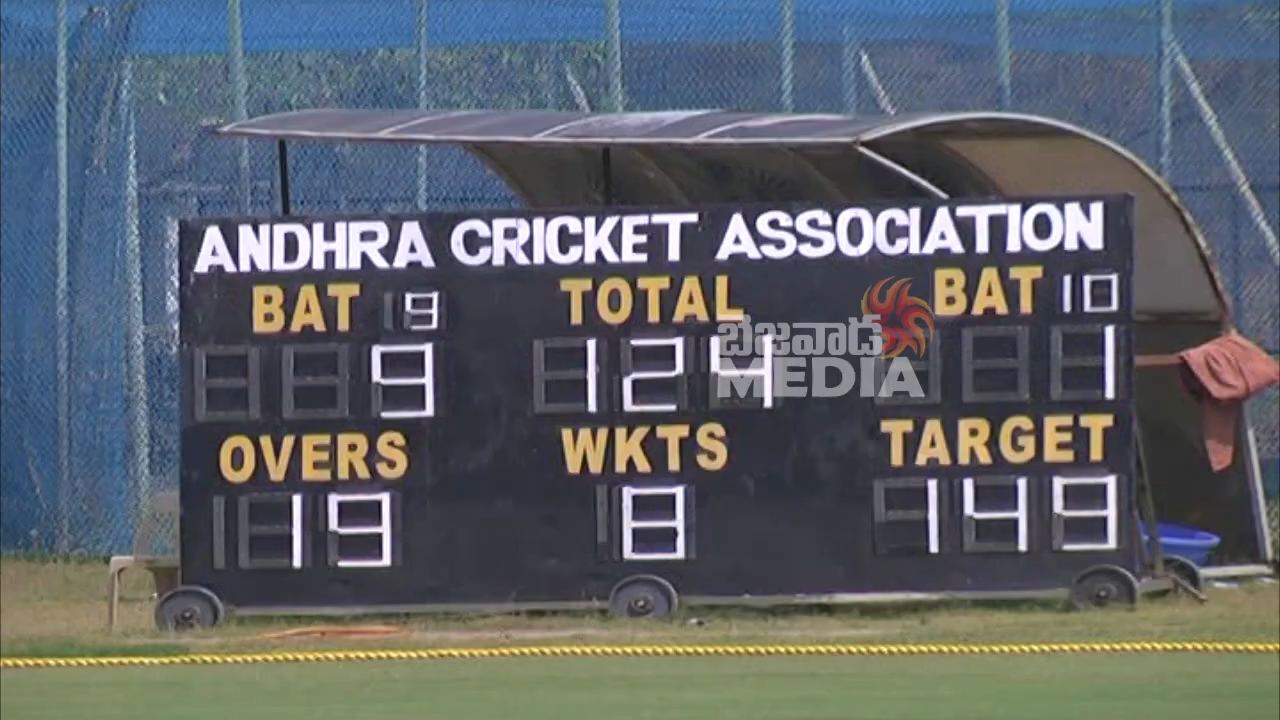 ANDHRA CRICKET ASSOCIATION
BAT 9 TOTAL BAT 10
9 124 1
బెజవాడ
MEDIA
OVERS WKTS TARGET
19 8 149